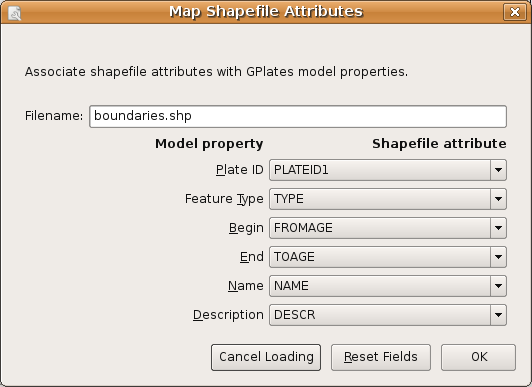 Map Shapefile Attributes
Associate shapefile attributes with GPlates model properties.
Filename: boundaries.shp
Model property Shapefile attribute
Plate ID PLATEID1
Feature Type TYPE
Begin FROMAGE
End TOAGE
Name NAME
Description DESCR
Cancel Loading Reset Fields OK